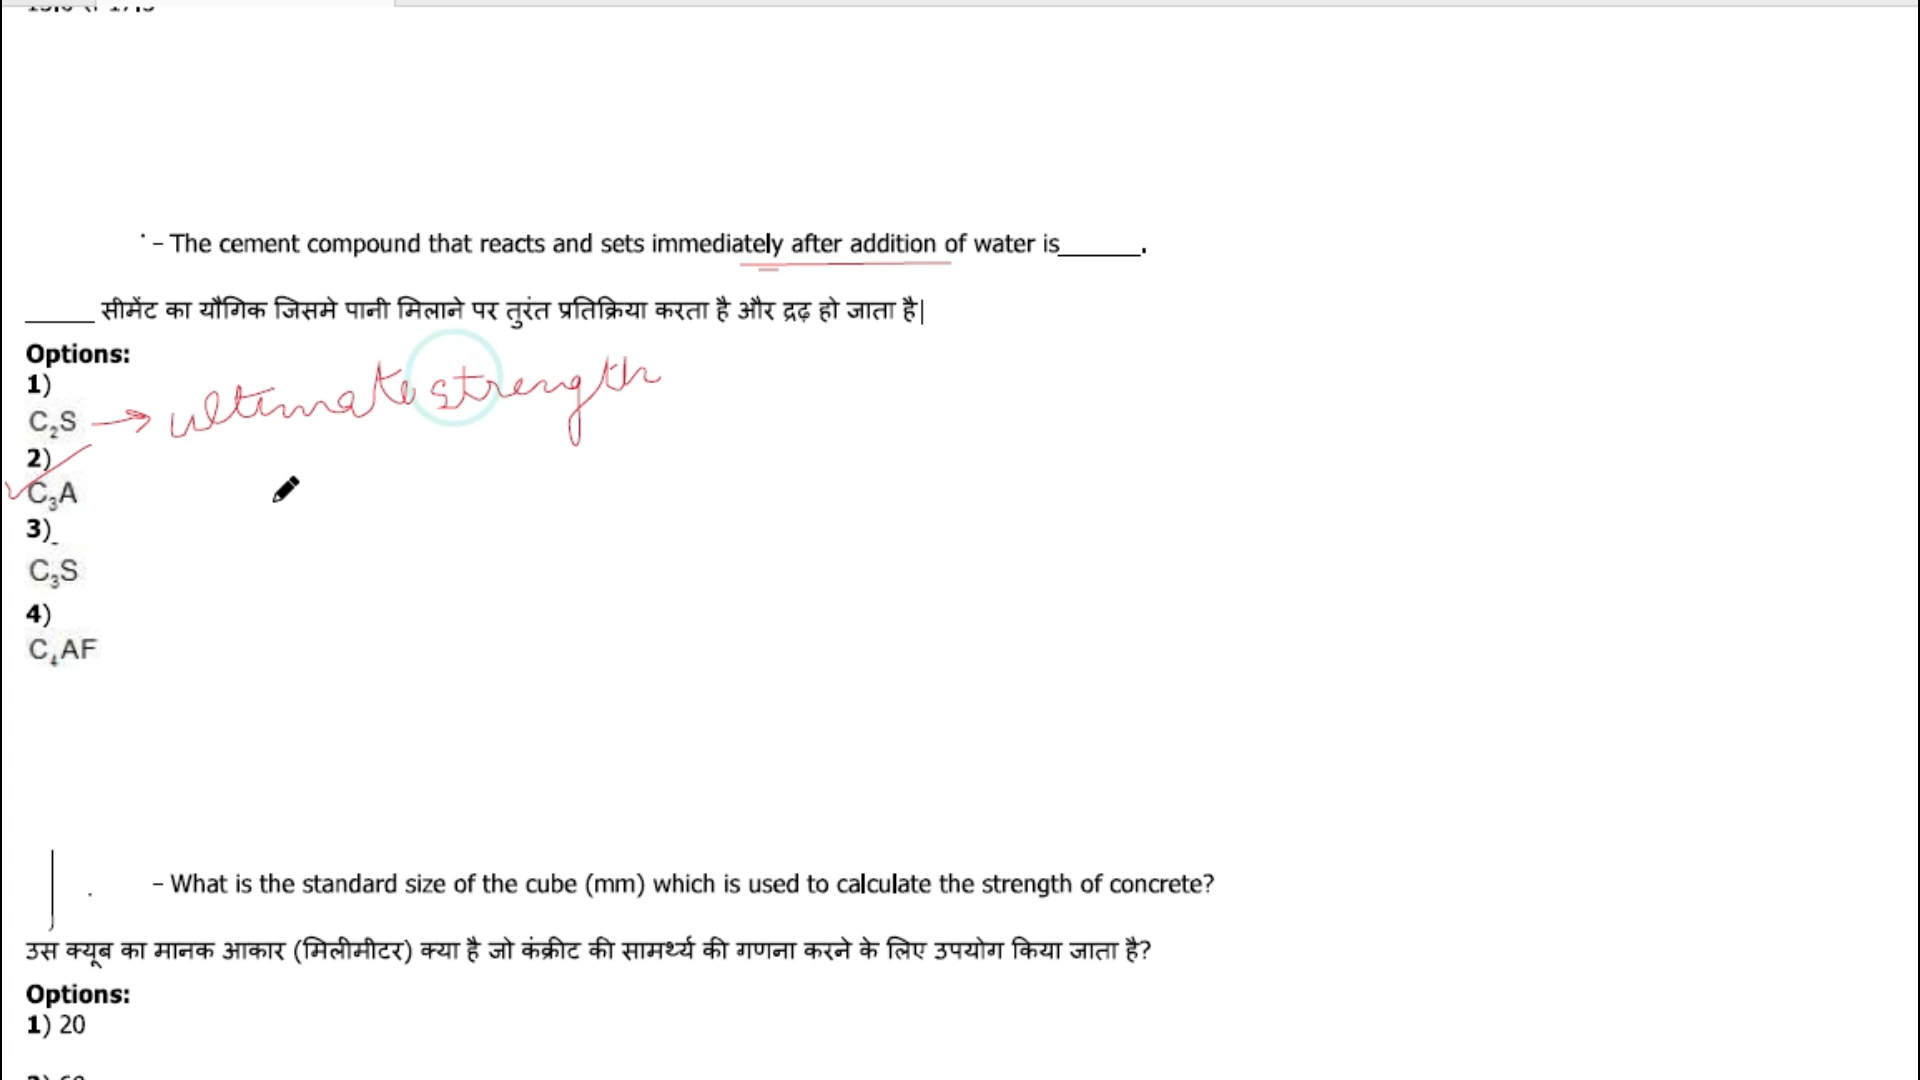 – The cement compound that reacts and sets immediately after addition of water is______.
_____ सीमेंट का यौगिक जिसमे पानी मिलाने पर तुरंत प्रतिक्रिया करता है और द्रढ़ हो जाता है|
Options:
1)
C₂S → ultimate strength
2)
✓ C₃A
3)
C₃S
4)
C₄AF
– What is the standard size of the cube (mm) which is used to calculate the strength of concrete?
उस क्यूब का मानक आकार (मिलीमीटर) क्या है जो कंक्रीट की सामर्थ्य की गणना करने के लिए उपयोग किया जाता है?
Options:
1) 20